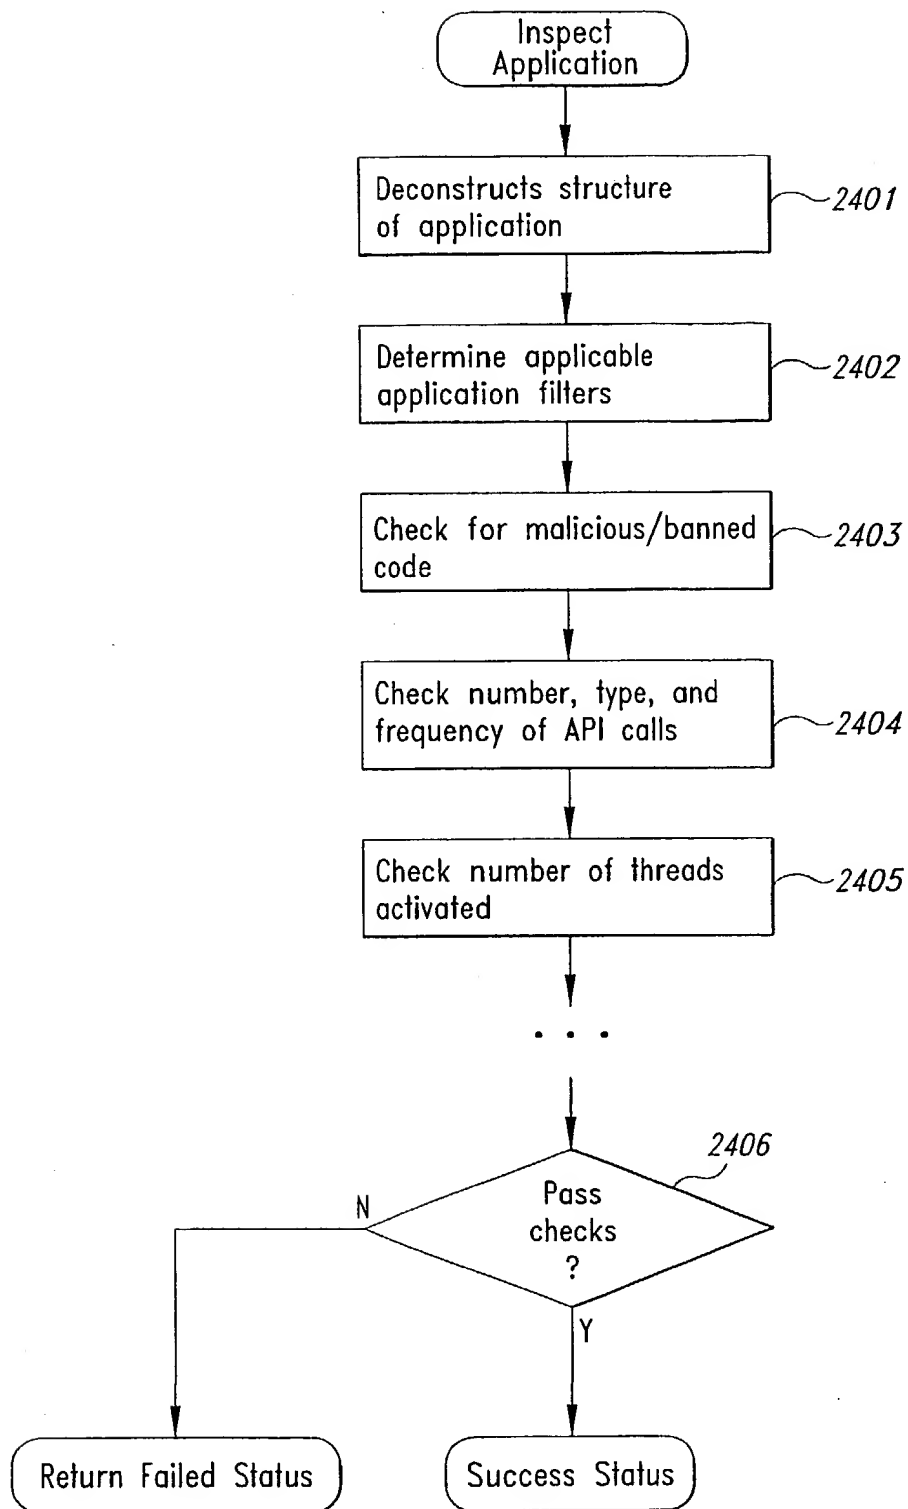 Inspect
Application
Deconstructs structure
of application
2401
Determine applicable
application filters
2402
Check for malicious/banned
code
2403
Check number, type, and
frequency of API calls
2404
Check number of threads
activated
2405
. . .
2406
Pass
checks
?
N
Y
Return Failed Status
Success Status